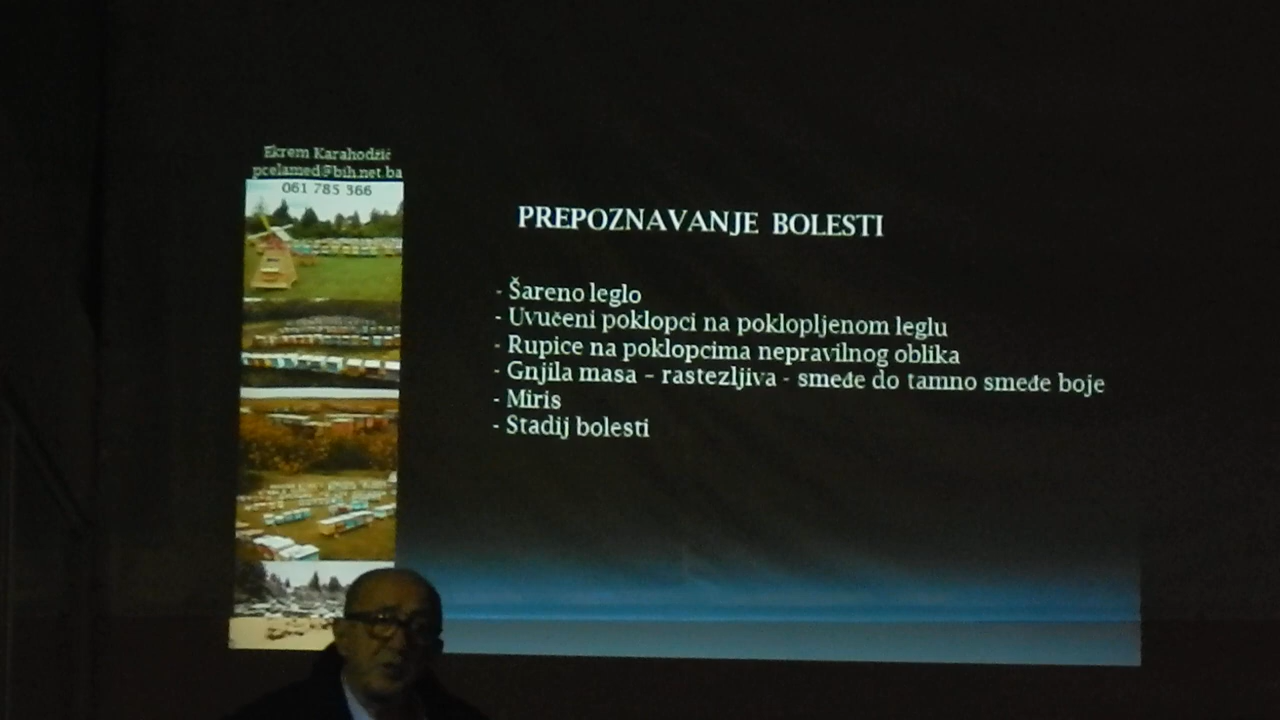 Ekrem Karahodžić
pcelamed@bih.net.ba
061 785 366
PREPOZNAVANJE BOLESTI
- Šareno leglo
- Uvučeni poklopci na poklopljenom leglu
- Rupice na poklopcima nepravilnog oblika
- Gnjila masa – rastezljiva - smeđe do tamno smeđe boje
- Miris
- Stadij bolesti